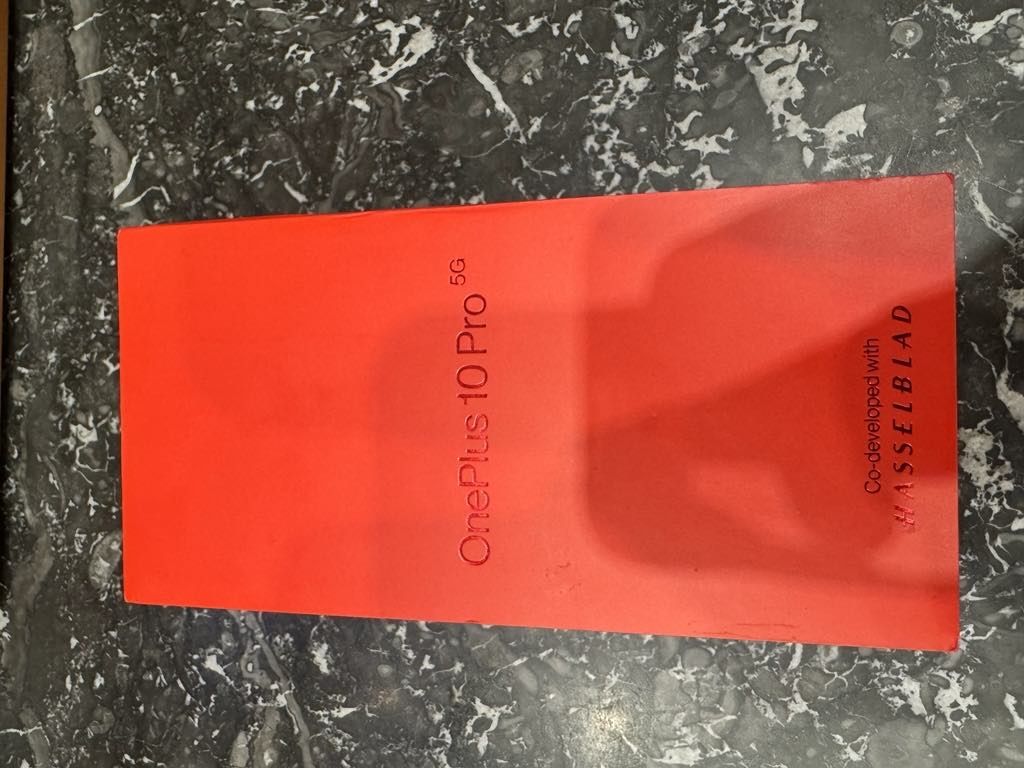 OnePlus 10 Pro 5G
Co-developed with
HASSELBLAD